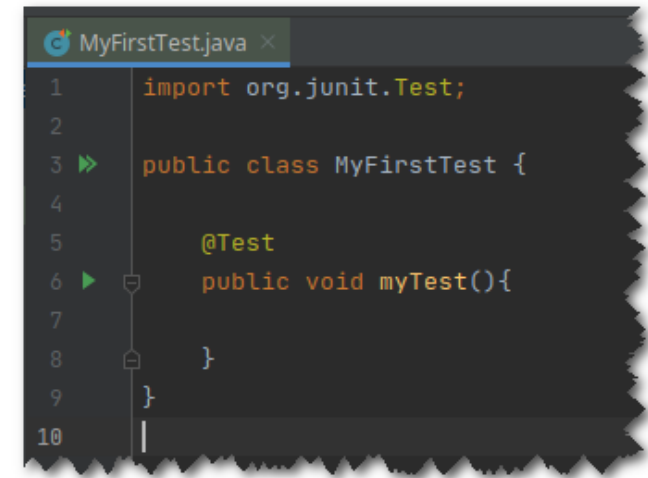 MyFirstTest.java
1 import org.junit.Test;
2
3 public class MyFirstTest {
4
5 @Test
6 public void myTest(){
7
8 }
9 }
10